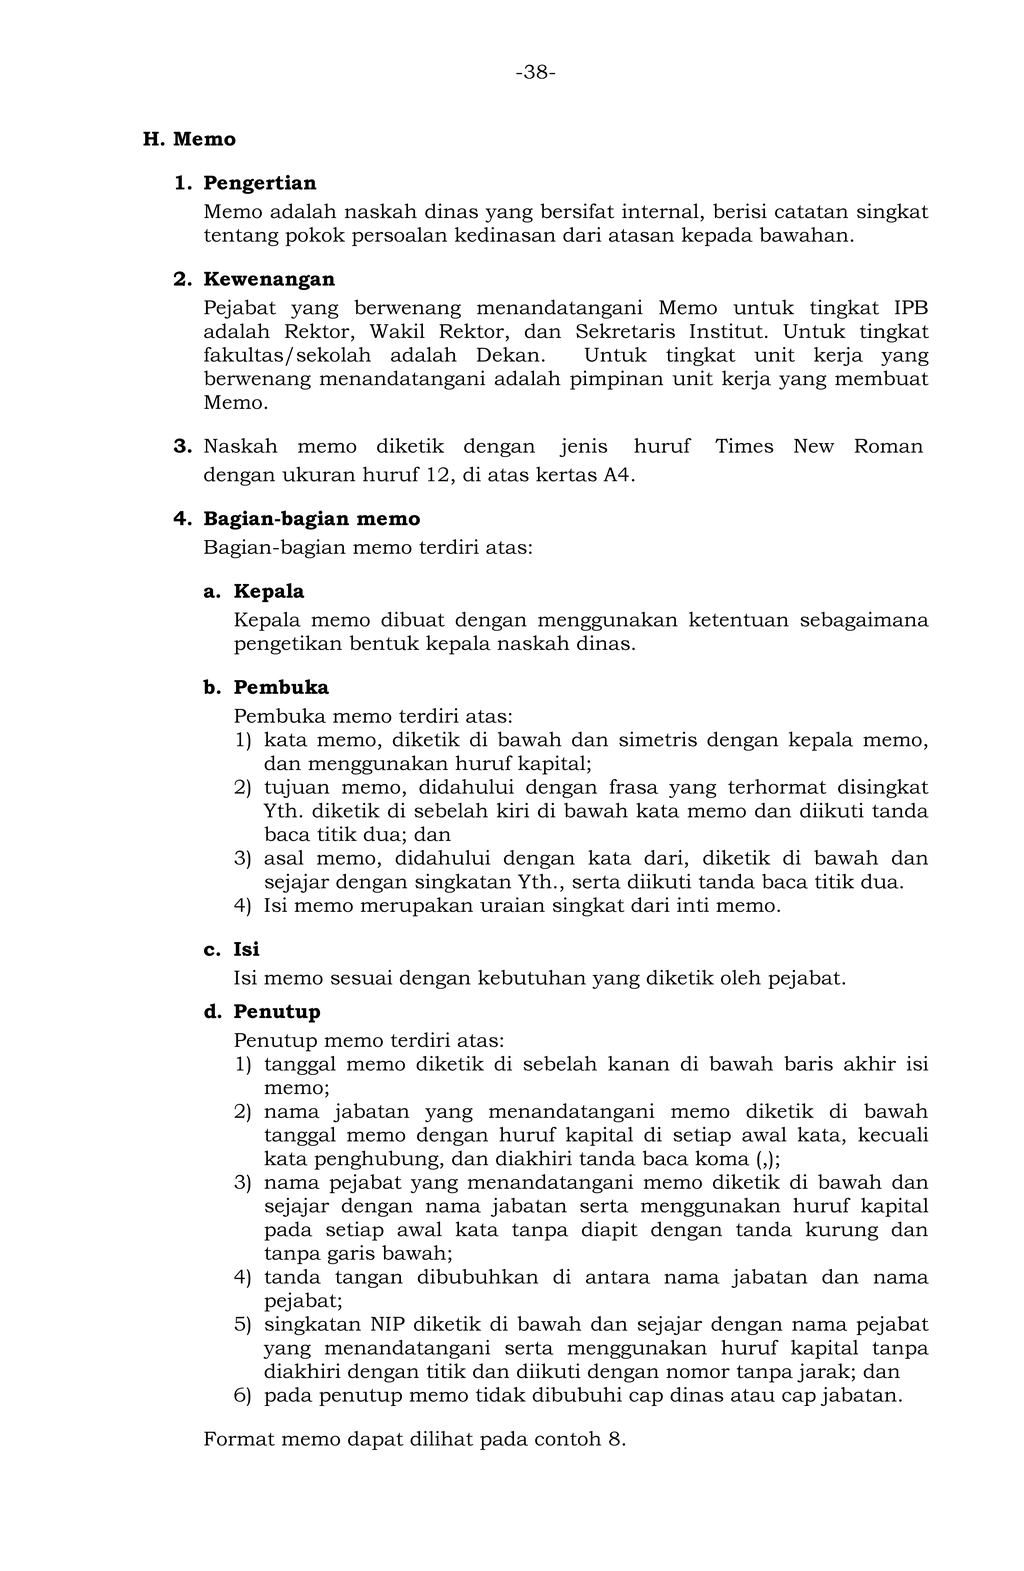 -38-
H. Memo
1. Pengertian
Memo adalah naskah dinas yang bersifat internal, berisi catatan singkat
tentang pokok persoalan kedinasan dari atasan kepada bawahan.
2. Kewenangan
Pejabat yang berwenang menandatangani Memo untuk tingkat IPB
adalah Rektor, Wakil Rektor, dan Sekretaris Institut. Untuk tingkat
fakultas/sekolah adalah Dekan. Untuk tingkat unit kerja yang
berwenang menandatangani adalah pimpinan unit kerja yang membuat
Memo.
3. Naskah memo diketik dengan jenis huruf Times New Roman
dengan ukuran huruf 12, di atas kertas A4.
4. Bagian-bagian memo
Bagian-bagian memo terdiri atas:
a. Kepala
Kepala memo dibuat dengan menggunakan ketentuan sebagaimana
pengetikan bentuk kepala naskah dinas.
b. Pembuka
Pembuka memo terdiri atas:
1) kata memo, diketik di bawah dan simetris dengan kepala memo,
dan menggunakan huruf kapital;
2) tujuan memo, didahului dengan frasa yang terhormat disingkat
Yth. diketik di sebelah kiri di bawah kata memo dan diikuti tanda
baca titik dua; dan
3) asal memo, didahului dengan kata dari, diketik di bawah dan
sejajar dengan singkatan Yth., serta diikuti tanda baca titik dua.
4) Isi memo merupakan uraian singkat dari inti memo.
c. Isi
Isi memo sesuai dengan kebutuhan yang diketik oleh pejabat.
d. Penutup
Penutup memo terdiri atas:
1) tanggal memo diketik di sebelah kanan di bawah baris akhir isi
memo;
2) nama jabatan yang menandatangani memo diketik di bawah
tanggal memo dengan huruf kapital di setiap awal kata, kecuali
kata penghubung, dan diakhiri tanda baca koma (,);
3) nama pejabat yang menandatangani memo diketik di bawah dan
sejajar dengan nama jabatan serta menggunakan huruf kapital
pada setiap awal kata tanpa diapit dengan tanda kurung dan
tanpa garis bawah;
4) tanda tangan dibubuhkan di antara nama jabatan dan nama
pejabat;
5) singkatan NIP diketik di bawah dan sejajar dengan nama pejabat
yang menandatangani serta menggunakan huruf kapital tanpa
diakhiri dengan titik dan diikuti dengan nomor tanpa jarak; dan
6) pada penutup memo tidak dibubuhi cap dinas atau cap jabatan.
Format memo dapat dilihat pada contoh 8.